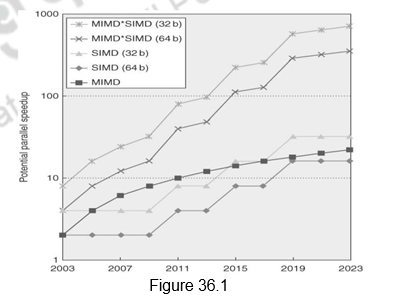 1000
100
10
1
Potential parallel speedup
MIMD*SIMD (32 b)
MIMD*SIMD (64 b)
SIMD (32 b)
SIMD (64 b)
MIMD
2003 2007 2011 2015 2019 2023
Figure 36.1